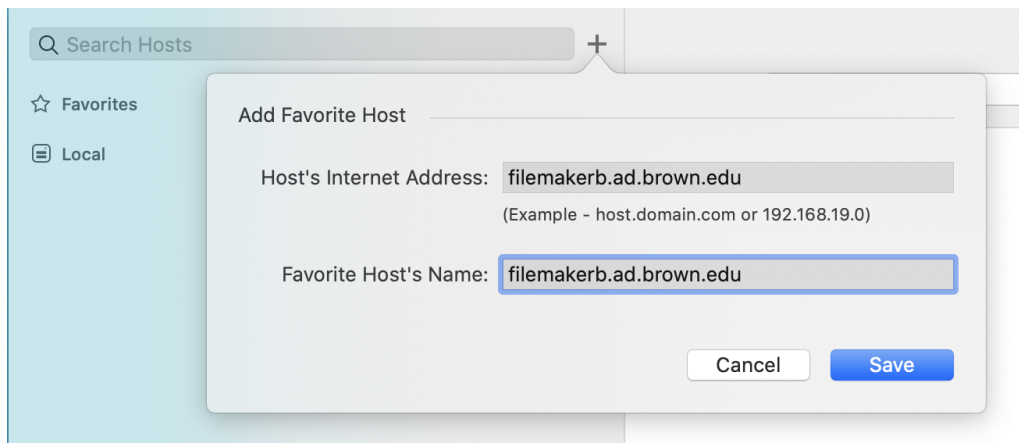 Search Hosts
Favorites
Local
Add Favorite Host
Host's Internet Address: filemakerb.ad.brown.edu
(Example - host.domain.com or 192.168.19.0)
Favorite Host's Name: filemakerb.ad.brown.edu
Cancel Save